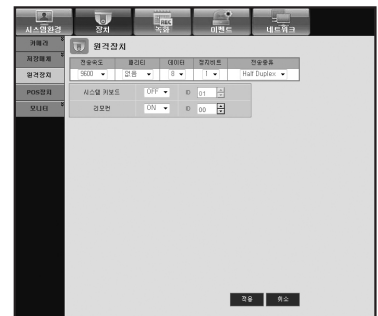 시스템환경 장치 녹화 이벤트 네트워크
REC
카메라
저장매체
원격장치
POS장치
모니터
원격장치
전송속도 패리티 데이터 정지비트 전송종류
9600 없음 8 1 Half Duplex
시스템 키보드 OFF ID 01
리모컨 ON ID 00
적용 취소